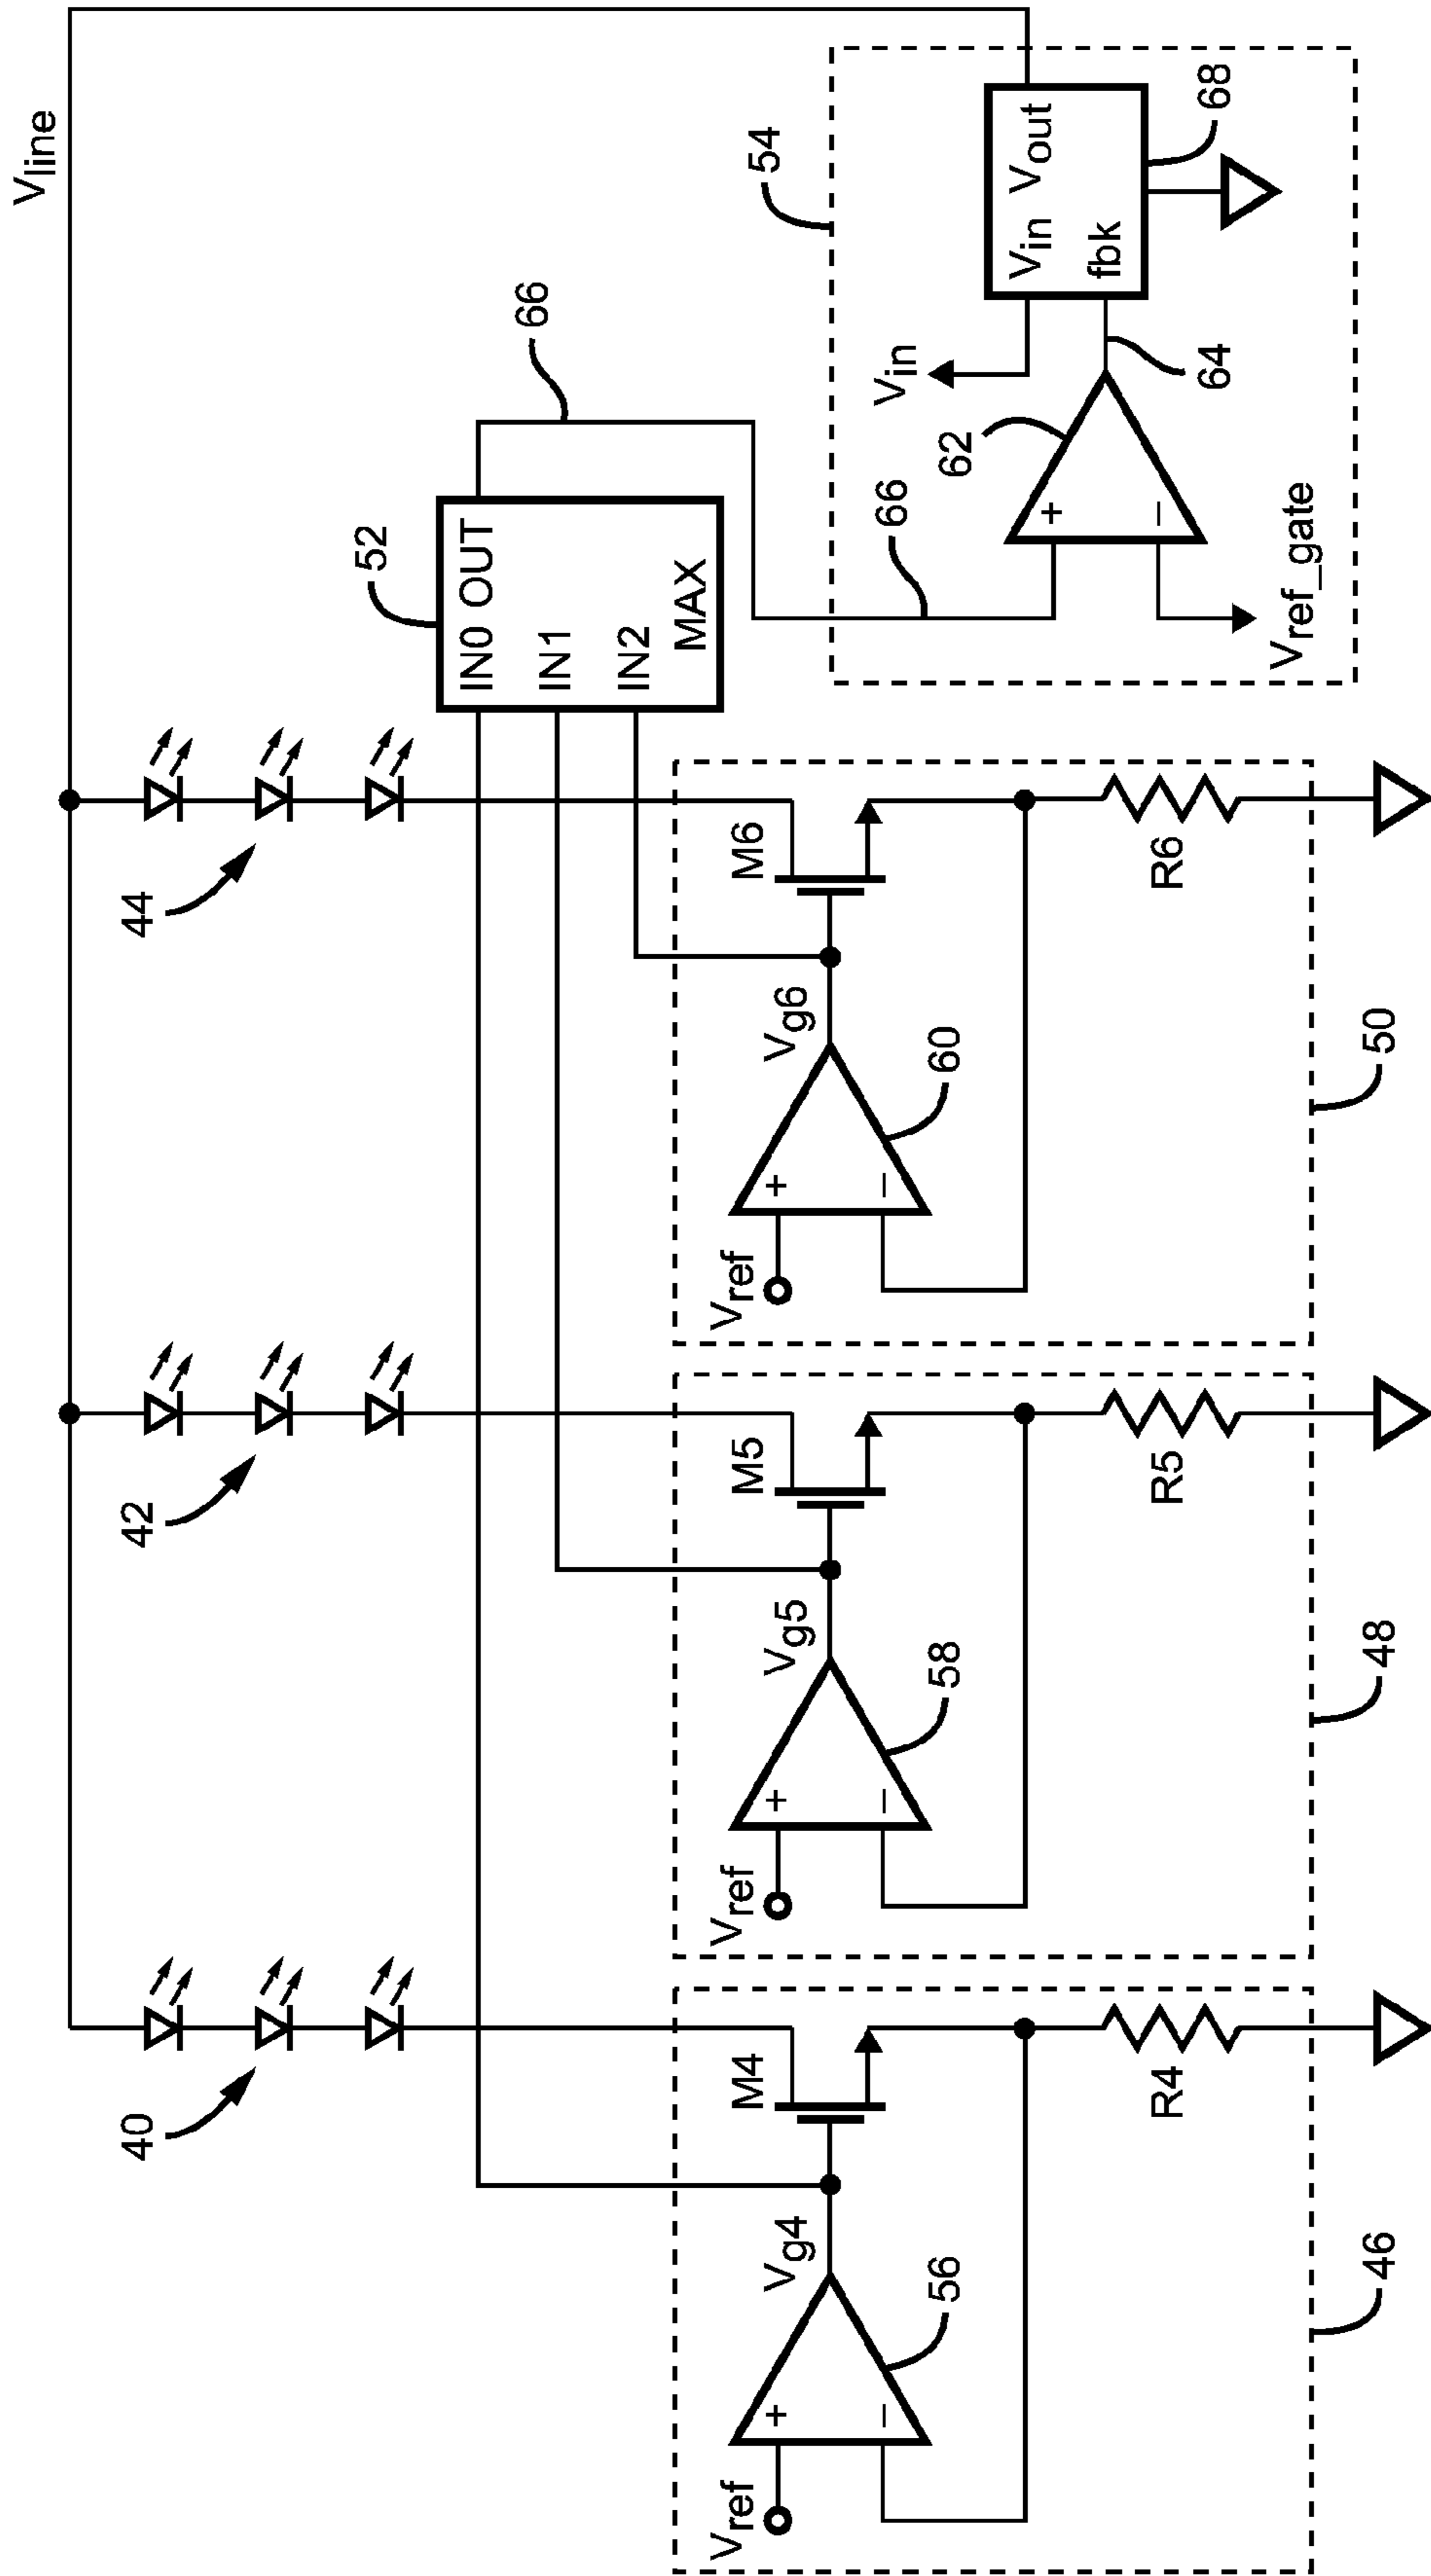 Vline
44
42
40
52
IN0 OUT
IN1
IN2
MAX
66
54
66
62
Vin
64
Vin Vout
fbk
68
Vref_gate
M6
Vg6
60
+
−
Vref
R6
50
M5
Vg5
58
+
−
Vref
R5
48
M4
Vg4
56
+
−
Vref
R4
46
+
−